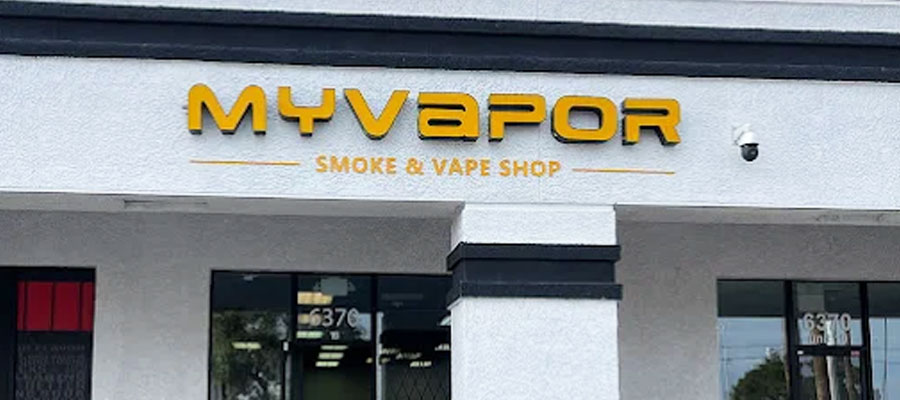 MYVaPOR
SMOKE & VAPE SHOP
6370
6370